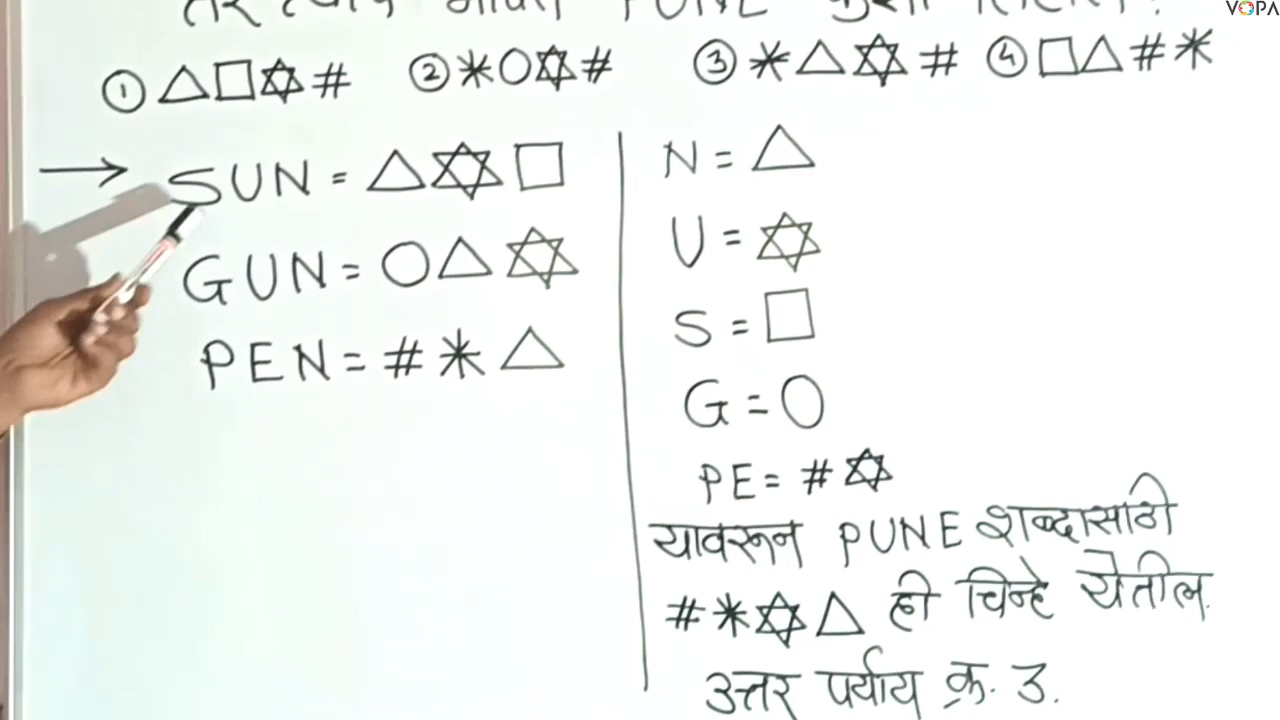 VOPA
① △□✡# ② *○✡# ③ *△✡# ④ □△#*
→ SUN = △✡□
GUN = ○△✡
PEN = #*△
N = △
U = ✡
S = □
G = ○
PE = #✡
यावरून PUNE शब्दासाठी
#*✡△ ही चिन्हे येतील.
उत्तर पर्याय क्र. 3.